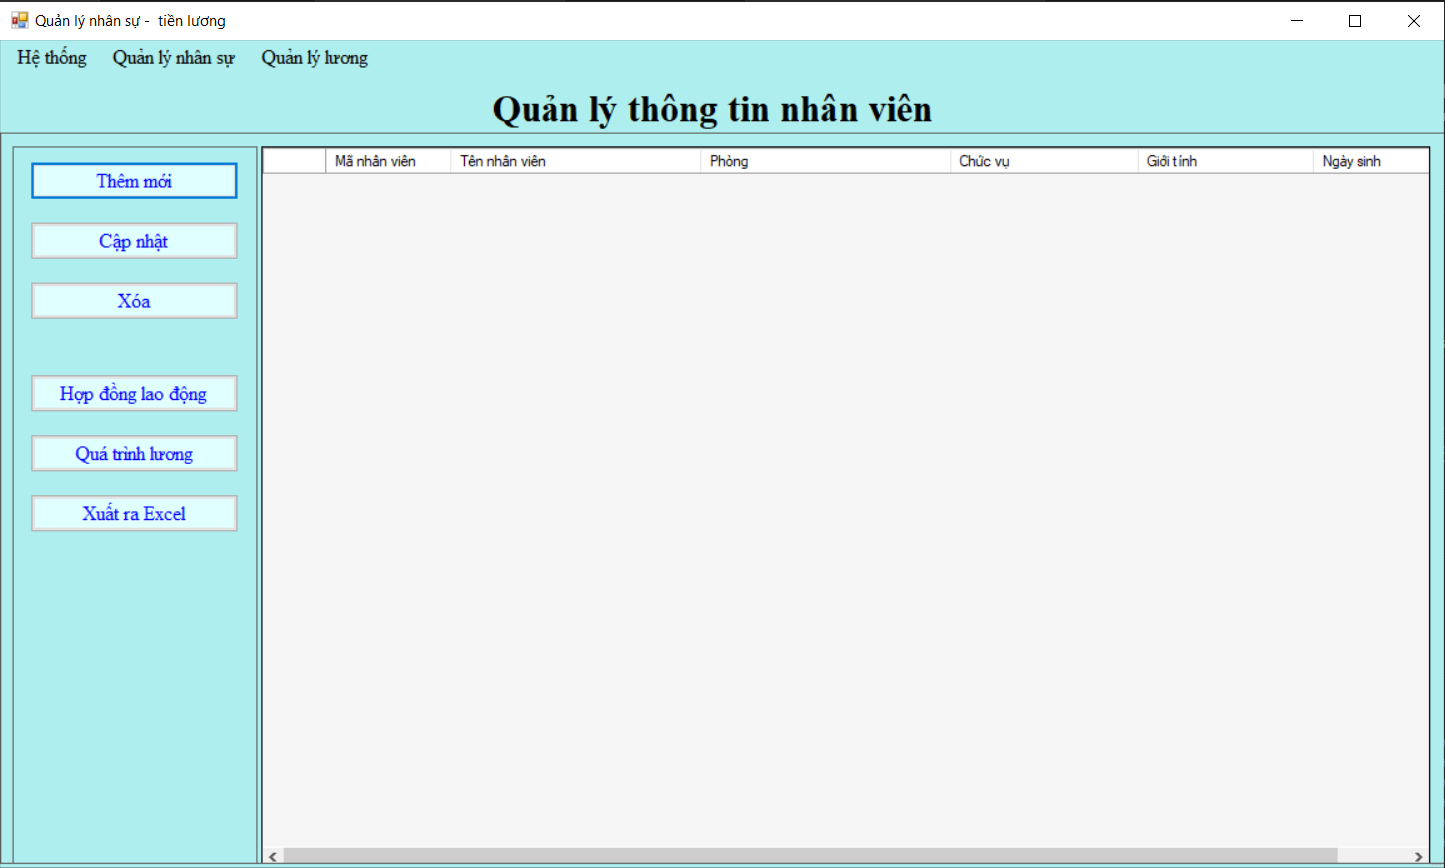 Quản lý nhân sự - tiền lương
Hệ thống Quản lý nhân sự Quản lý lương
Quản lý thông tin nhân viên
Mã nhân viên Tên nhân viên Phòng Chức vụ Giới tính Ngày sinh
Thêm mới
Cập nhật
Xóa
Hợp đồng lao động
Quá trình lương
Xuất ra Excel